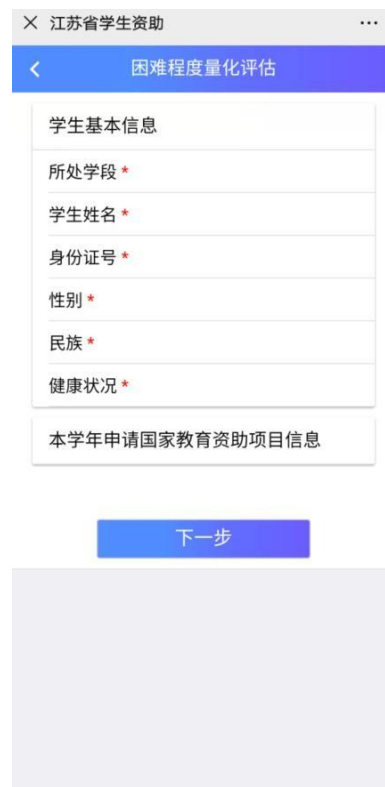 江苏省学生资助
困难程度量化评估
学生基本信息
所处学段 *
学生姓名 *
身份证号 *
性别 *
民族 *
健康状况 *
本学年申请国家教育资助项目信息
下一步